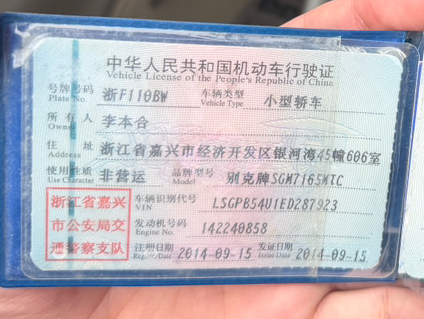 中华人民共和国机动车行驶证
Vehicle License of the People's Republic of China
号牌号码 浙F110BW 车辆类型 小型轿车
Plate No. Vehicle Type
所有人 李本合
Owner
住址 浙江省嘉兴市经济开发区银河湾45幢606室
Address
使用性质 非营运 品牌型号 别克牌SGM7165MTC
Use Character Model
浙江省嘉兴
市公安局交
通警察支队
车辆识别代号 LSGPB54U1ED287923
VIN
发动机号码 142240858
Engine No.
注册日期 2014-09-15 发证日期 2014-09-15
Register Date Issue Date